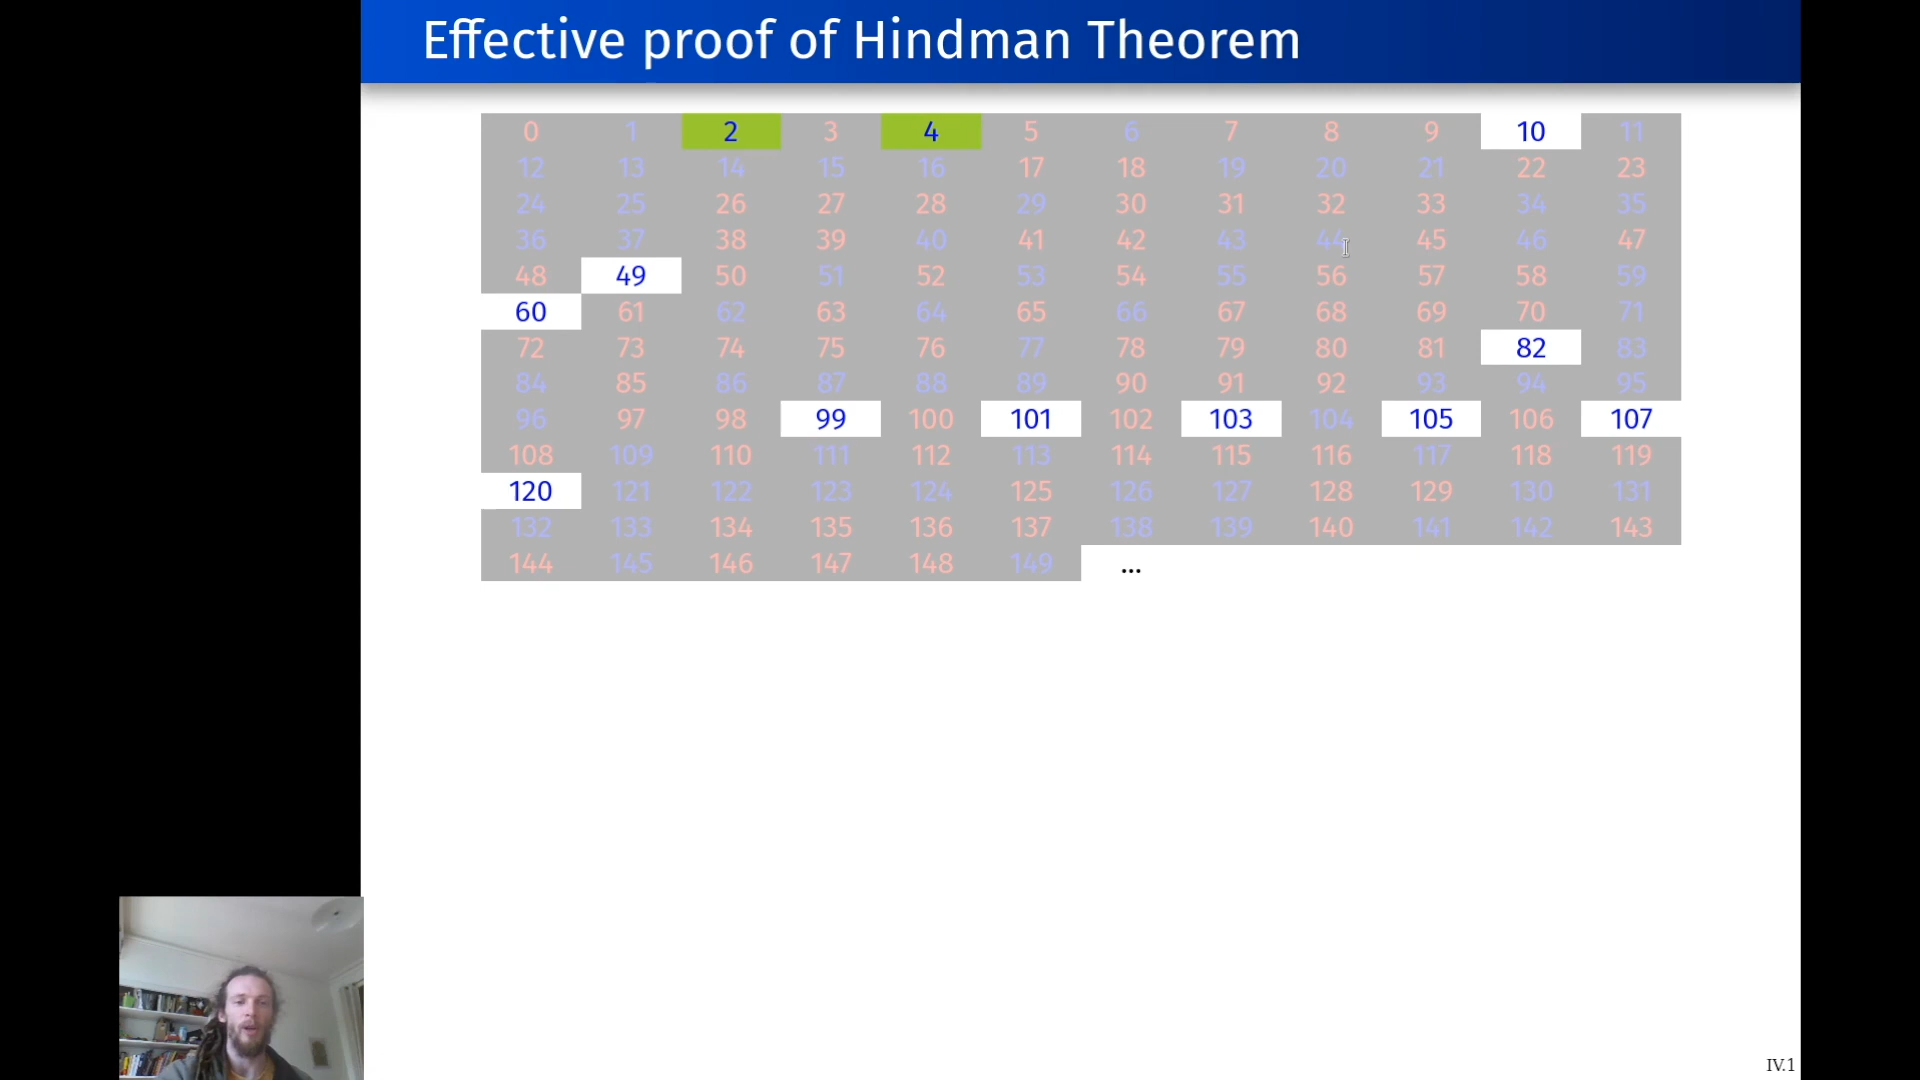 Effective proof of Hindman Theorem
0 1 2 3 4 5 6 7 8 9 10 11
12 13 14 15 16 17 18 19 20 21 22 23
24 25 26 27 28 29 30 31 32 33 34 35
36 37 38 39 40 41 42 43 44 45 46 47
48 49 50 51 52 53 54 55 56 57 58 59
60 61 62 63 64 65 66 67 68 69 70 71
72 73 74 75 76 77 78 79 80 81 82 83
84 85 86 87 88 89 90 91 92 93 94 95
96 97 98 99 100 101 102 103 104 105 106 107
108 109 110 111 112 113 114 115 116 117 118 119
120 121 122 123 124 125 126 127 128 129 130 131
132 133 134 135 136 137 138 139 140 141 142 143
144 145 146 147 148 149 ...
IV.1